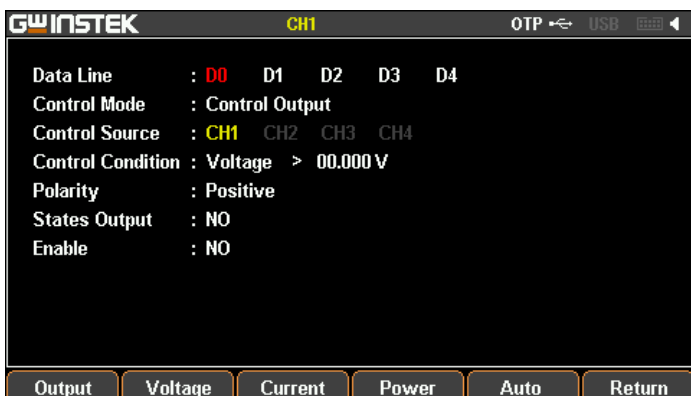 GWINSTEK CH1 OTP USB
Data Line : D0 D1 D2 D3 D4
Control Mode : Control Output
Control Source : CH1 CH2 CH3 CH4
Control Condition : Voltage > 00.000 V
Polarity : Positive
States Output : NO
Enable : NO
Output Voltage Current Power Auto Return